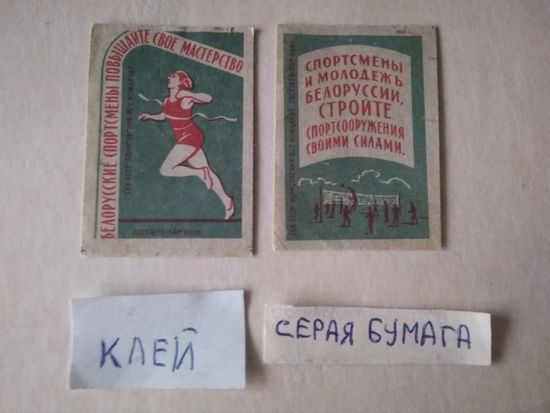 БЕЛОРУССКИЕ СПОРТСМЕНЫ ПОВЫШАЙТЕ СВОЕ МАСТЕРСТВО
СПОРТСМЕНЫ
И МОЛОДЕЖЬ
БЕЛОРУССИИ,
СТРОЙТЕ
СПОРТСООРУЖЕНИЯ
СВОИМИ СИЛАМИ.
КЛЕЙ
СЕРАЯ БУМАГА